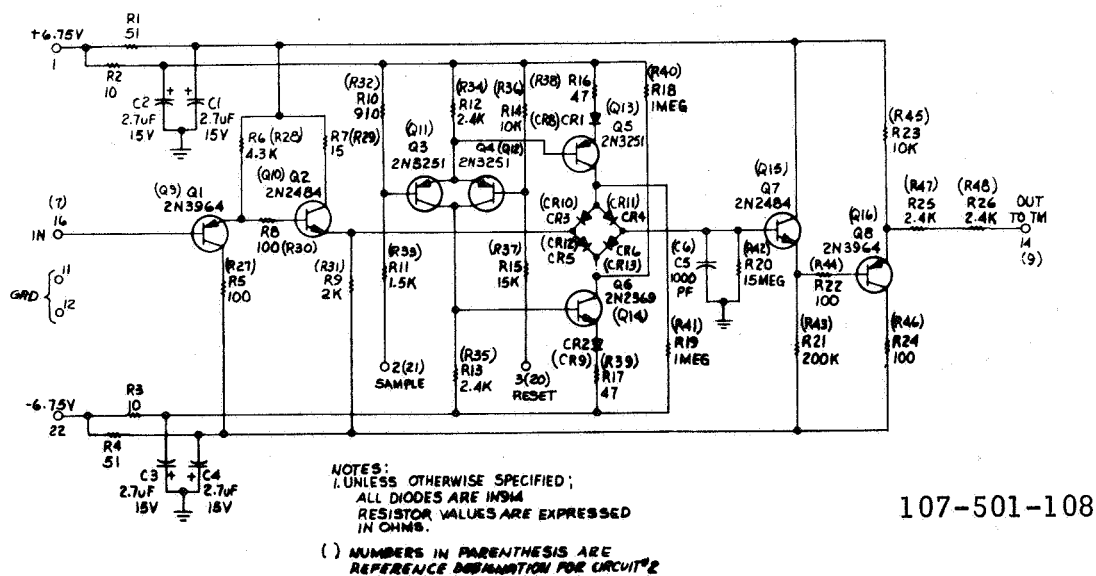 R1
51
+6.75V
1
R2
10
C2
2.7uF
15V
+
+
C1
2.7uF
15V
R6 (R28)
4.3K
R7(R29)
15
(R32)
R10
910
(R34)
R12
2.4K
(R36)
R14
10K
(R38)
R16
47
(R40)
R18
1MEG
(CR8) CR1
(Q13)
Q5
2N3251
(Q11)
Q3
2N3251
Q4(Q12)
2N3251
(Q10)
Q2
2N2484
(Q9) Q1
2N3964
(7)
16
IN
R8
100(R30)
(R27)
R5
100
(R31)
R9
2K
(R33)
R11
1.5K
(R37)
R15
15K
(CR10)
CR3
(CR11)
CR4
(CR12)
CR5
CR6
(CR13)
(C6)
C5
1000
PF
(R42)
R20
15MEG
(Q15)
Q7
2N2484
(R45)
R23
10K
(R47)
R25
2.4K
(R48)
R26
2.4K
OUT
TO TM
14
(9)
(Q16)
Q8
2N3964
(R44)
R22
100
(R43)
R21
200K
(R46)
R24
100
Q6
2N2369
(Q14)
CR2
(CR9)
(R39)
R17
47
(R41)
R19
1MEG
GRD
11
12
2(21)
SAMPLE
(R35)
R13
2.4K
3(20)
RESET
-6.75V
22
R3
10
R4
51
C3
2.7uF
15V
+
+
C4
2.7uF
15V
NOTES:
1. UNLESS OTHERWISE SPECIFIED;
ALL DIODES ARE IN914
RESISTOR VALUES ARE EXPRESSED
IN OHMS.
( ) NUMBERS IN PARENTHESIS ARE
REFERENCE DESIGNATION FOR CIRCUIT #2
107-501-108